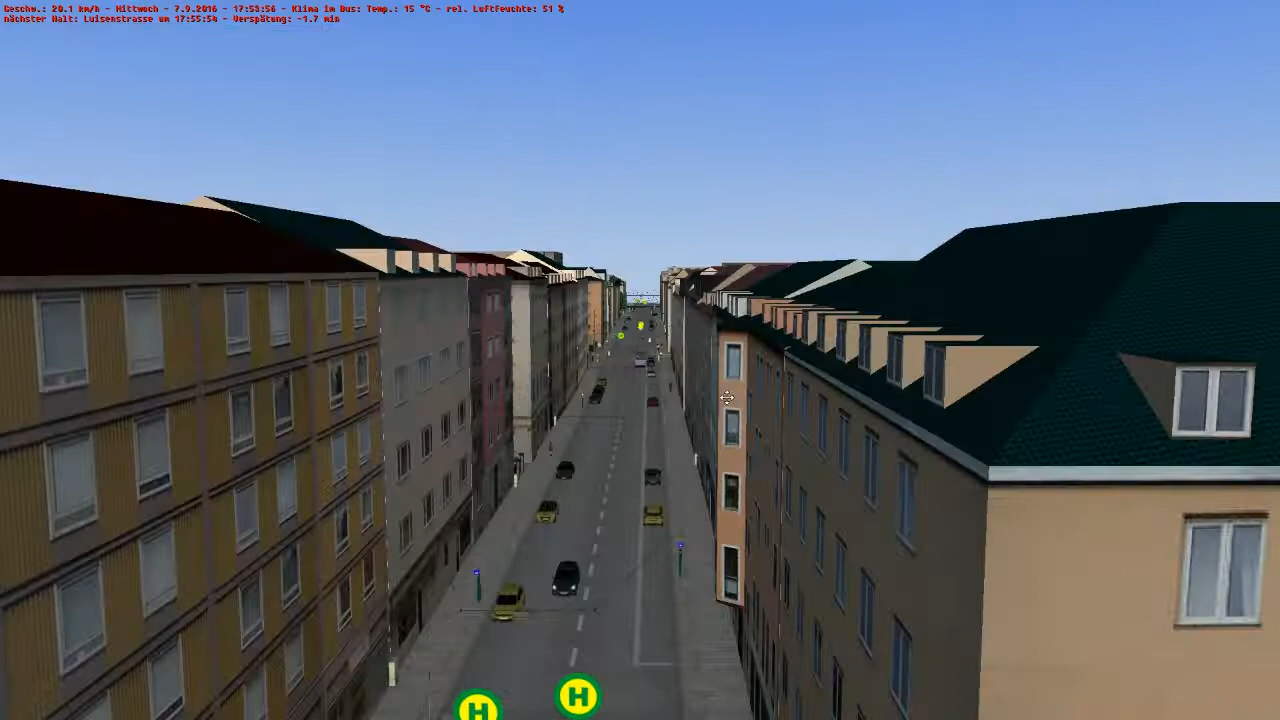 Geschw.: 20.1 km/h - Mittwoch - 7.9.2016 - 17:53:56 - Klima im Bus: Temp.: 15 °C - rel. Luftfeuchte: 51 %
nächster Halt: Luisenstrasse um 17:55:54 - Verspätung: -1.7 min
H
H